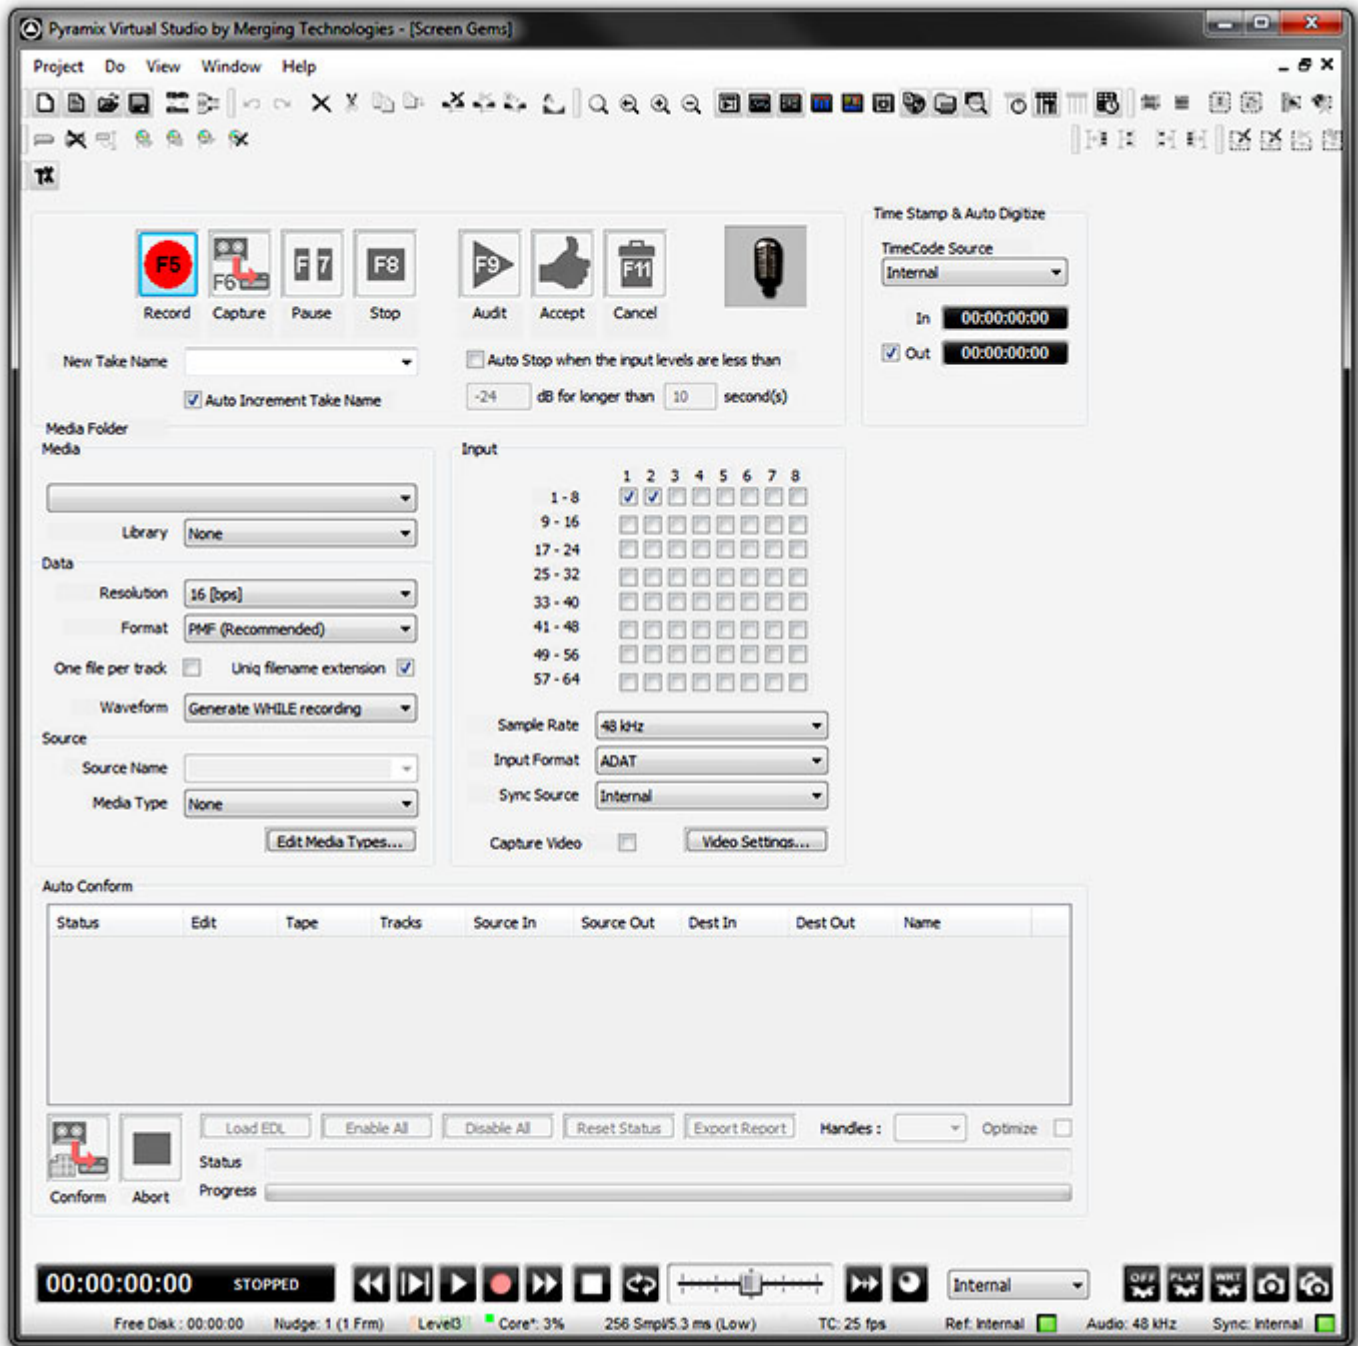 Pyramix Virtual Studio by Merging Technologies - [Screen Gems]
Project Do View Window Help
Time Stamp & Auto Digitize
TimeCode Source
Internal
In 00:00:00:00
Out 00:00:00:00
F5 F6 F7 F8 F9 F11
Record Capture Pause Stop Audit Accept Cancel
New Take Name
Auto Stop when the input levels are less than
Auto Increment Take Name
-24 dB for longer than 10 second(s)
Media Folder
Media
Library None
Data
Resolution 16 [bps]
Format PMF (Recommended)
One file per track Uniq filename extension
Waveform Generate WHILE recording
Source
Source Name
Media Type None
Edit Media Types...
Input
1 2 3 4 5 6 7 8
1 - 8
9 - 16
17 - 24
25 - 32
33 - 40
41 - 48
49 - 56
57 - 64
Sample Rate 48 kHz
Input Format ADAT
Sync Source Internal
Capture Video Video Settings...
Auto Conform
Status Edit Tape Tracks Source In Source Out Dest In Dest Out Name
Load EDL Enable All Disable All Reset Status Export Report Handles : Optimize
Status
Progress
Conform Abort
00:00:00:00 STOPPED
Internal
OFF PLAY WRT
Free Disk : 00:00:00 Nudge: 1 (1 Frm) Level3 Core*: 3% 256 Smpl/5.3 ms (Low) TC: 25 fps Ref: Internal Audio: 48 kHz Sync: Internal